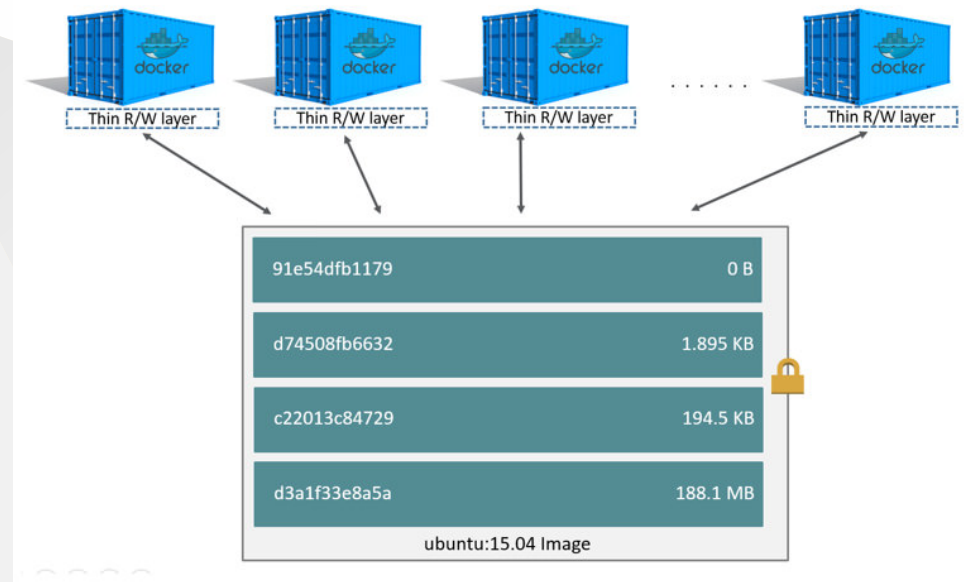 docker docker docker docker
. . . . . .
Thin R/W layer Thin R/W layer Thin R/W layer Thin R/W layer
91e54dfb1179 0 B
d74508fb6632 1.895 KB
c22013c84729 194.5 KB
d3a1f33e8a5a 188.1 MB
ubuntu:15.04 Image